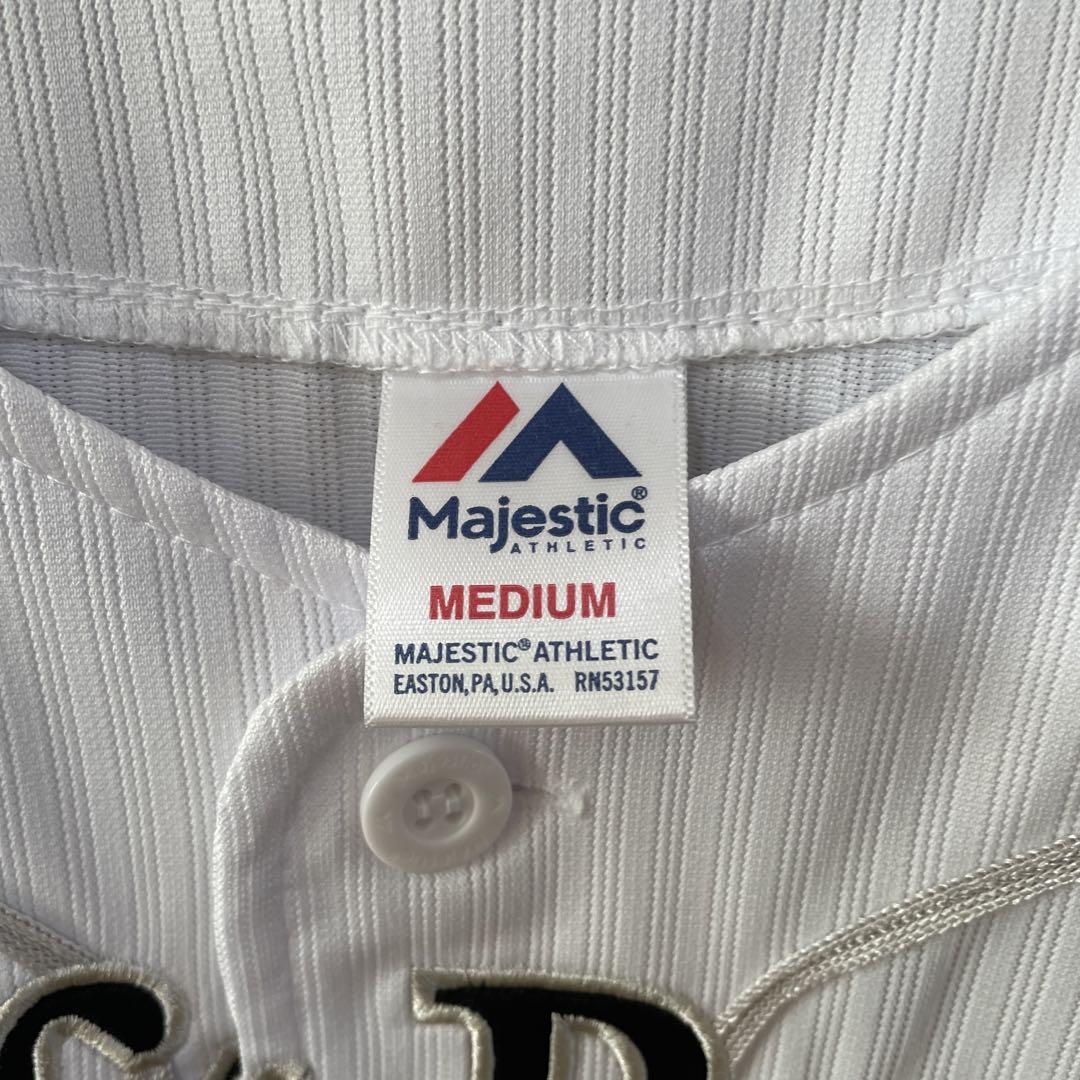 Majestic®
ATHLETIC
MEDIUM
MAJESTIC® ATHLETIC
EASTON, PA, U.S.A. RN53157